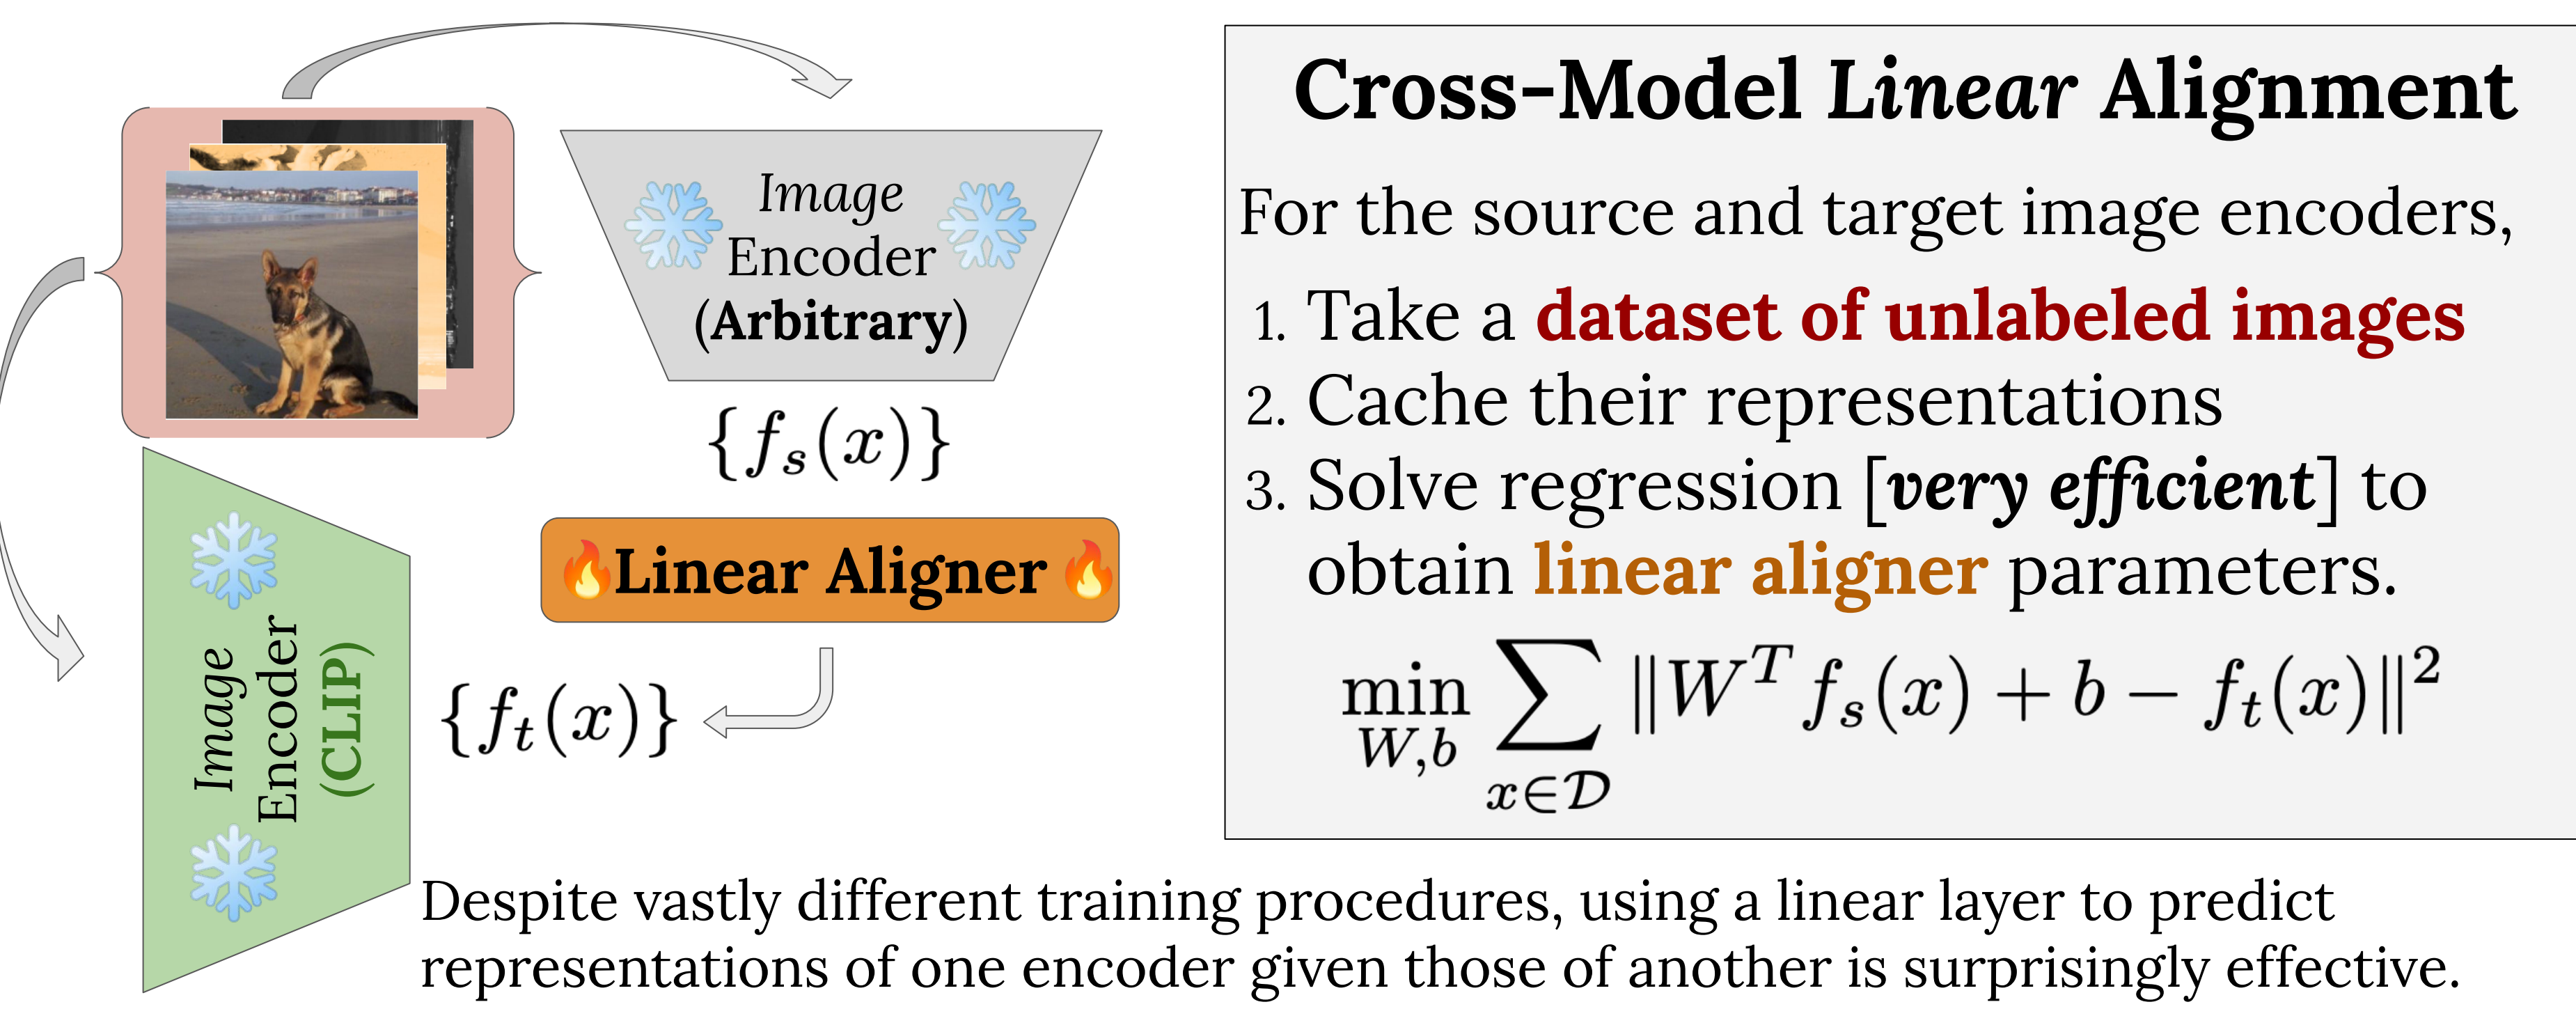 Image
Encoder
(Arbitrary)
{f_s(x)}
Linear Aligner
{f_t(x)}
Image
Encoder
(CLIP)
Cross-Model Linear Alignment
For the source and target image encoders,
1. Take a dataset of unlabeled images
2. Cache their representations
3. Solve regression [very efficient] to
obtain linear aligner parameters.
min_{W,b} ∑_{x∈𝒟} ‖W^T f_s(x) + b − f_t(x)‖^2
Despite vastly different training procedures, using a linear layer to predict
representations of one encoder given those of another is surprisingly effective.